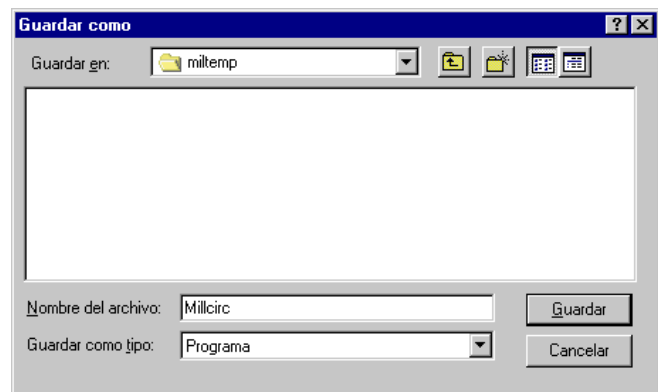 Guardar como
Guardar en: miltemp
Nombre del archivo: Millcirc Guardar
Guardar como tipo: Programa Cancelar